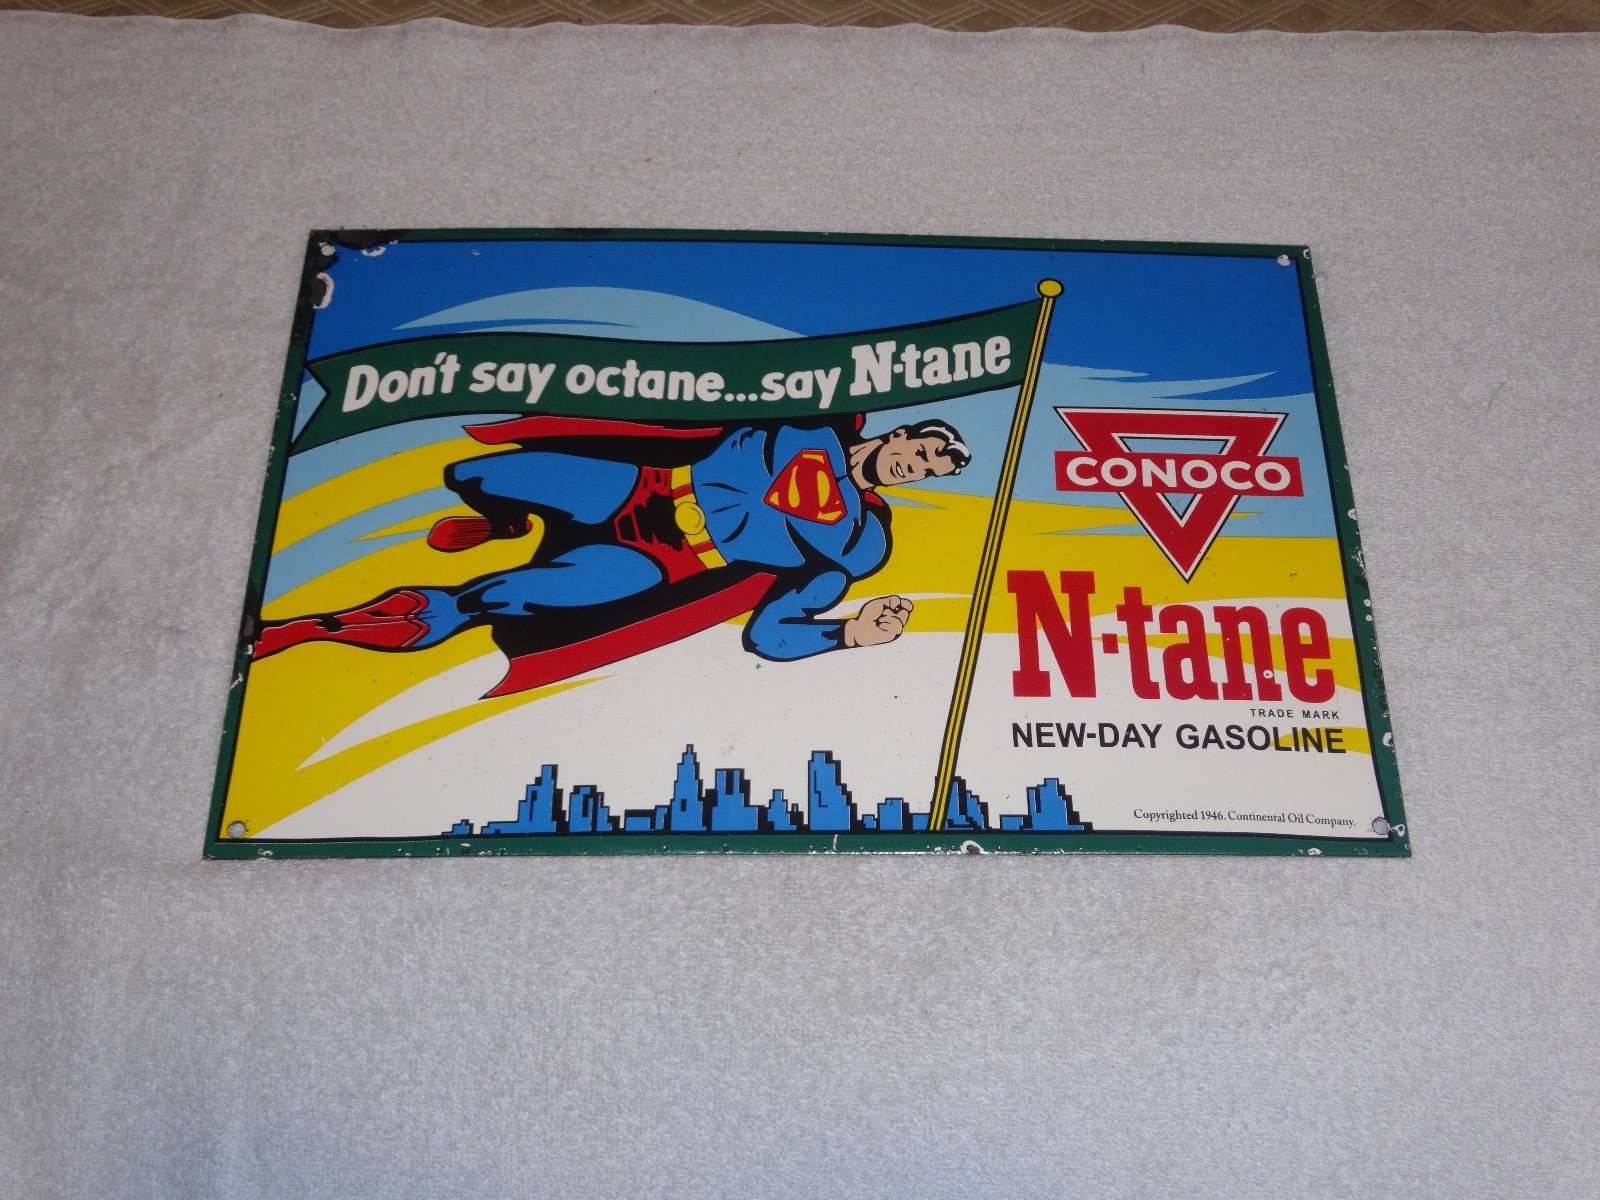 Don't say octane...say N-tane
S
CONOCO
N·tane
TRADE MARK
NEW-DAY GASOLINE
Copyrighted 1946. Continental Oil Company.